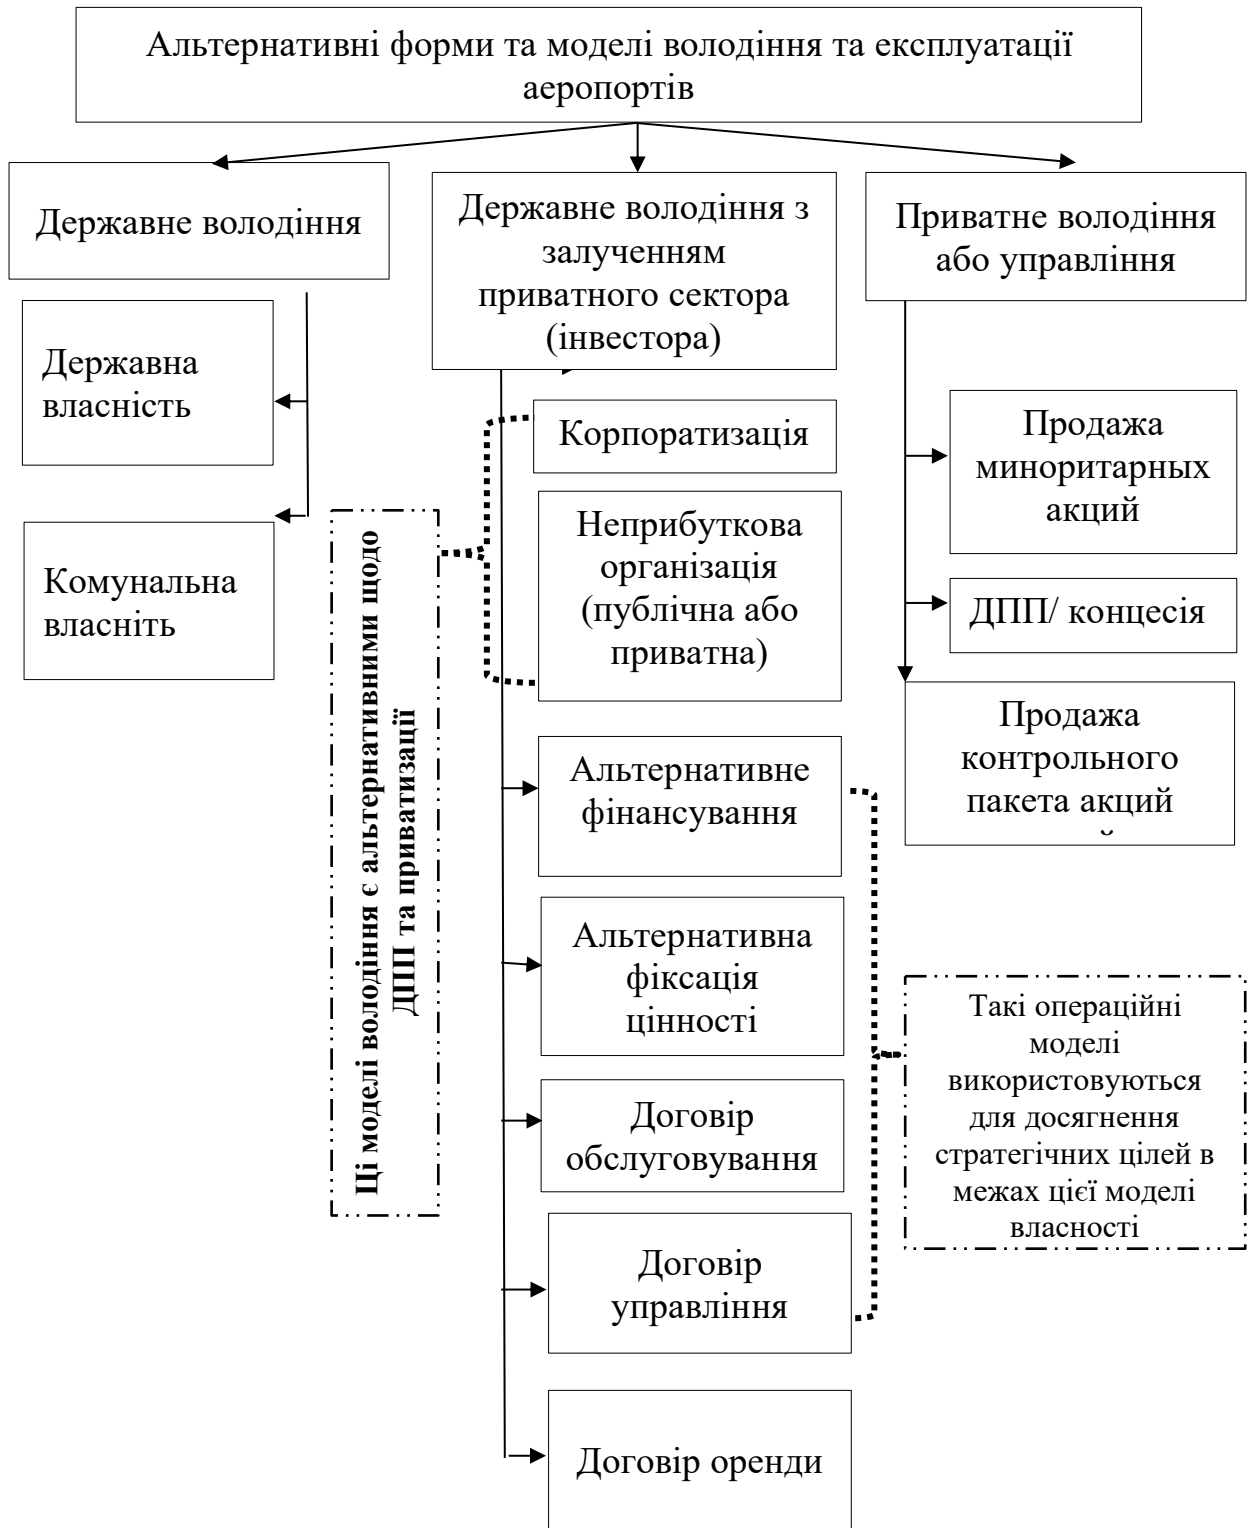 Альтернативні форми та моделі володіння та експлуатації
аеропортів
Державне володіння
Державна
власність
Комунальна
власніть
Державне володіння з
залученням
приватного сектора
(інвестора)
Ці моделі володіння є альтернативними щодо
ДПП та приватизації
Корпоратизація
Неприбуткова
організація
(публічна або
приватна)
Альтернативне
фінансування
Альтернативна
фіксація
цінності
Договір
обслуговування
Договір
управління
Договір оренди
Такі операційні
моделі
використовуються
для досягнення
стратегічних цілей в
межах цієї моделі
власності
Приватне володіння
або управління
Продажа
миноритарных
акций
ДПП/ концесія
Продажа
контрольного
пакета акций